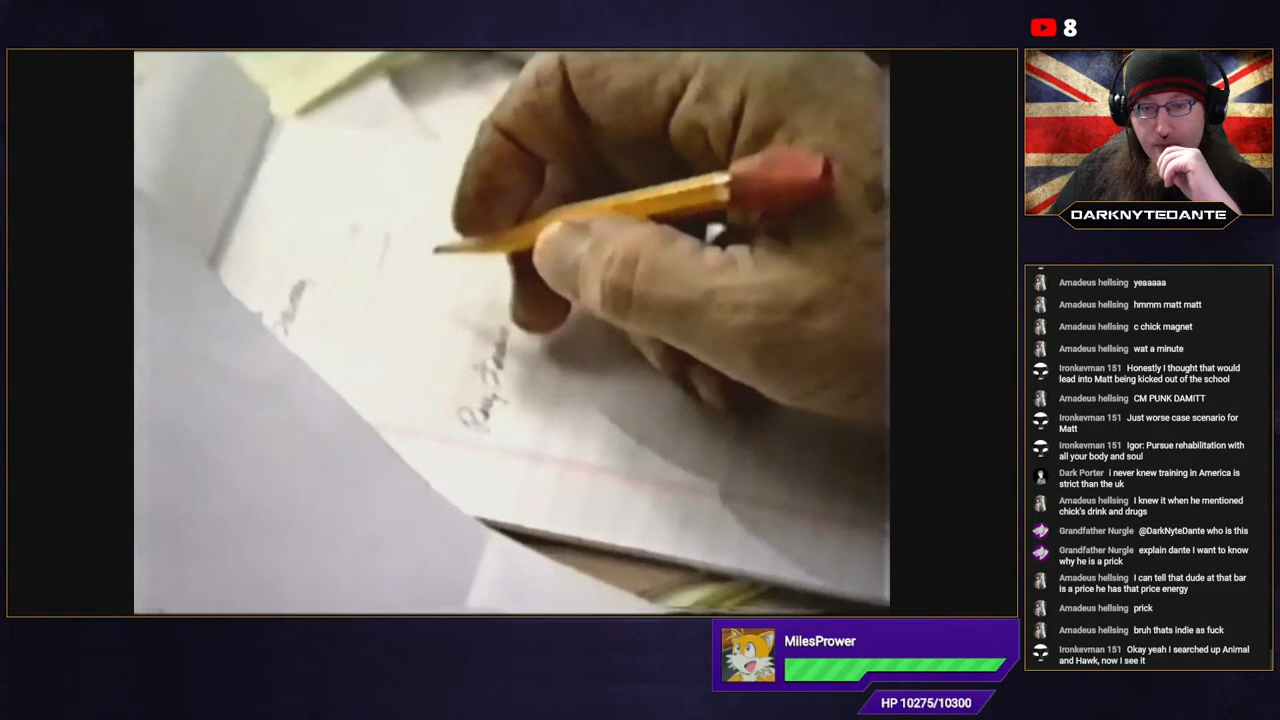 8
DARKNYTEDANTE
Amadeus hellsing yeaaaaa
Amadeus hellsing hmmm matt matt
Amadeus hellsing c chick magnet
Amadeus hellsing wat a minute
Ironkevman 151 Honestly I thought that would
lead into Matt being kicked out of the school
Amadeus hellsing CM PUNK DAMITT
Ironkevman 151 Just worse case scenario for
Matt
Ironkevman 151 Igor: Pursue rehabilitation with
all your body and soul
Dark Porter i never knew training in America is
strict than the uk
Amadeus hellsing I knew it when he mentioned
chick's drink and drugs
Grandfather Nurgle @DarkNyteDante who is this
Grandfather Nurgle explain dante I want to know
why he is a prick
Amadeus hellsing I can tell that dude at that bar
is a price he has that price energy
Amadeus hellsing prick
Amadeus hellsing bruh thats indie as fuck
Ironkevman 151 Okay yeah I searched up Animal
and Hawk, now I see it
MilesPrower
HP 10275/10300